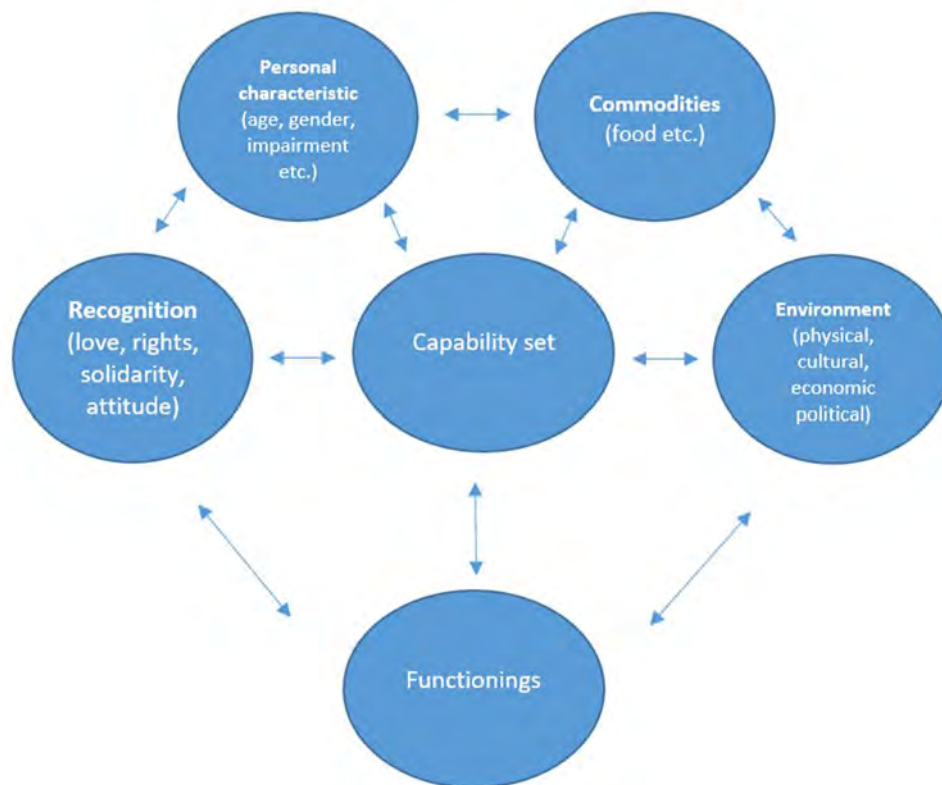 Personal
characteristic
(age, gender,
impairment
etc.)
Commodities
(food etc.)
Recognition
(love, rights,
solidarity,
attitude)
Capability set
Environment
(physical,
cultural,
economic
political)
Functionings